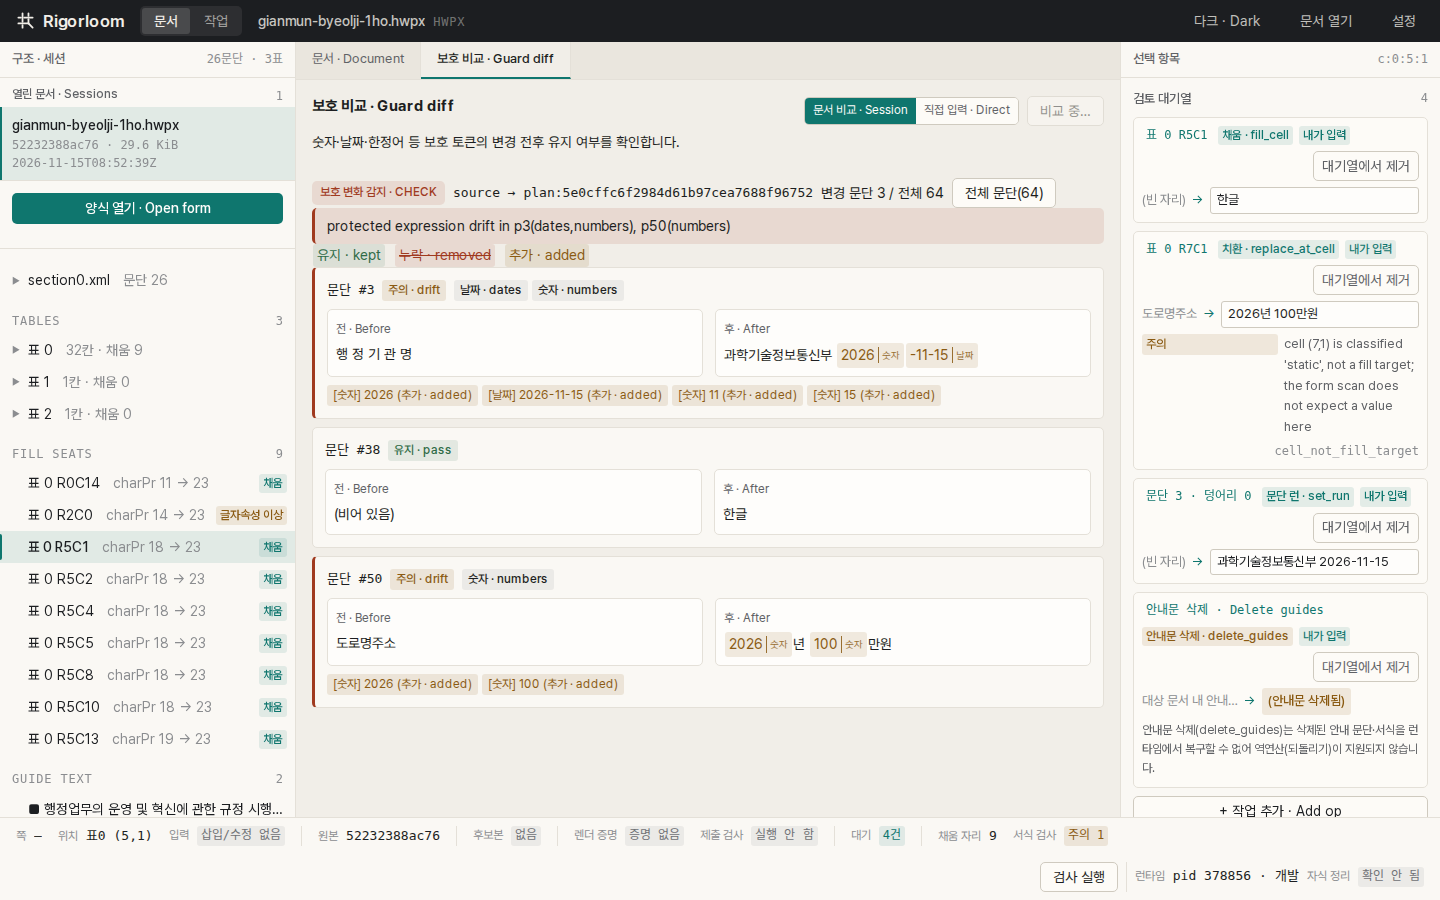 Rigorloom 문서 작업 gianmun-byeolji-1ho.hwpx HWPX 다크 · Dark 문서 열기 설정
구조 · 세션 26문단 · 3표
열린 문서 · Sessions 1
gianmun-byeolji-1ho.hwpx
52232388ac76 · 29.6 KiB
2026-11-15T08:52:39Z
양식 열기 · Open form
▶ section0.xml 문단 26
TABLES 3
▶ 표 0 32칸 · 채움 9
▶ 표 1 1칸 · 채움 0
▶ 표 2 1칸 · 채움 0
FILL SEATS 9
표 0 R0C14 charPr 11 → 23 채움
표 0 R2C0 charPr 14 → 23 글자속성 이상
표 0 R5C1 charPr 18 → 23 채움
표 0 R5C2 charPr 18 → 23 채움
표 0 R5C4 charPr 18 → 23 채움
표 0 R5C5 charPr 18 → 23 채움
표 0 R5C8 charPr 18 → 23 채움
표 0 R5C10 charPr 18 → 23 채움
표 0 R5C13 charPr 19 → 23 채움
GUIDE TEXT 2
■ 행정업무의 운영 및 혁신에 관한 규정 시행...
문서 · Document 보호 비교 · Guard diff
보호 비교 · Guard diff 문서 비교 · Session 직접 입력 · Direct 비교 중...
숫자·날짜·한정어 등 보호 토큰의 변경 전후 유지 여부를 확인합니다.
보호 변화 감지 · CHECK source → plan:5e0cffc6f2984d61b97cea7688f96752 변경 문단 3 / 전체 64 전체 문단(64)
protected expression drift in p3(dates,numbers), p50(numbers)
유지 · kept 누락 · removed 추가 · added
문단 #3 주의 · drift 날짜 · dates 숫자 · numbers
전 · Before
행 정 기 관 명
후 · After
과학기술정보통신부 2026 숫자 -11-15 날짜
[숫자] 2026 (추가 · added) [날짜] 2026-11-15 (추가 · added) [숫자] 11 (추가 · added) [숫자] 15 (추가 · added)
문단 #38 유지 · pass
전 · Before
(비어 있음)
후 · After
한글
문단 #50 주의 · drift 숫자 · numbers
전 · Before
도로명주소
후 · After
2026 숫자 년 100 숫자 만원
[숫자] 2026 (추가 · added) [숫자] 100 (추가 · added)
선택 항목 c:0:5:1
검토 대기열 4
표 0 R5C1 채움 · fill_cell 내가 입력
대기열에서 제거
(빈 자리) → 한글
표 0 R7C1 치환 · replace_at_cell 내가 입력
대기열에서 제거
도로명주소 → 2026년 100만원
주의 cell (7,1) is classified
'static', not a fill target;
the form scan does
not expect a value
here
cell_not_fill_target
문단 3 · 덩어리 0 문단 런 · set_run 내가 입력
대기열에서 제거
(빈 자리) → 과학기술정보통신부 2026-11-15
안내문 삭제 · Delete guides
안내문 삭제 · delete_guides 내가 입력
대기열에서 제거
대상 문서 내 안내... → (안내문 삭제됨)
안내문 삭제(delete_guides)는 삭제된 안내 문단·서식을 런
타임에서 복구할 수 없어 역연산(되돌리기)이 지원되지 않습니
다.
+ 작업 추가 · Add op
쪽 — 위치 표0 (5,1) 입력 삽입/수정 없음 원본 52232388ac76 후보본 없음 렌더 증명 증명 없음 제출 검사 실행 안 함 대기 4건 채움 자리 9 서식 검사 주의 1
검사 실행 런타임 pid 378856 · 개발 자식 정리 확인 안 됨